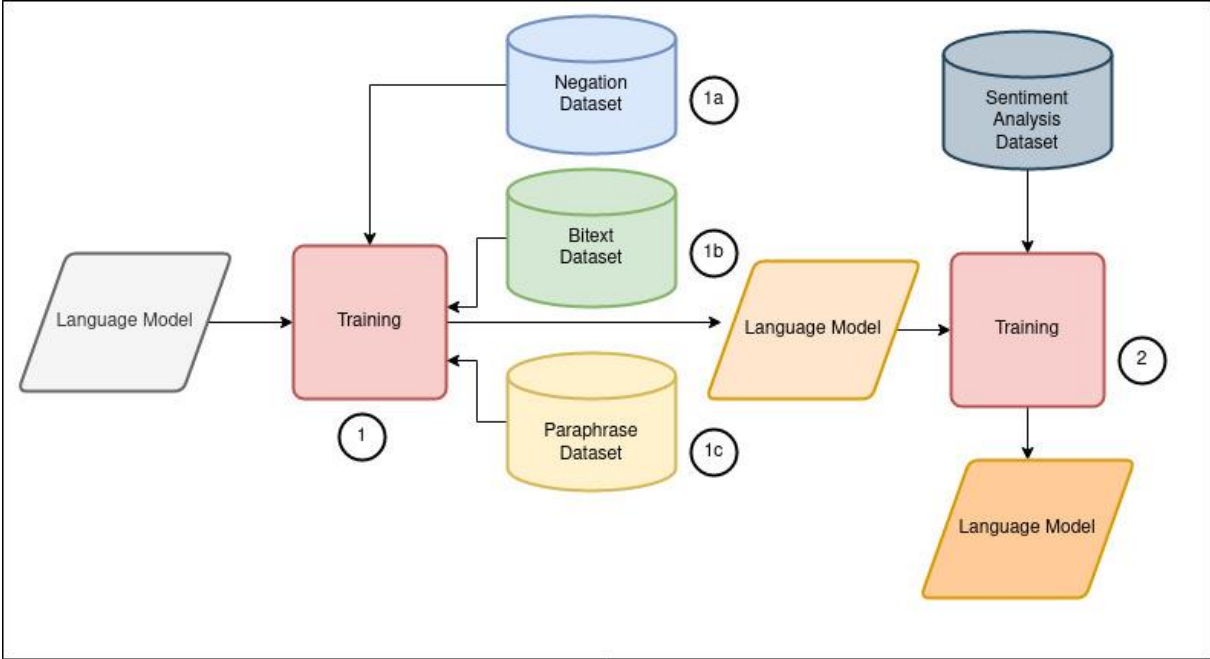 Negation
Dataset
1a
Sentiment
Analysis
Dataset
Bitext
Dataset
1b
Language Model
Training
Language Model
Training
2
1
Paraphrase
Dataset
1c
Language Model